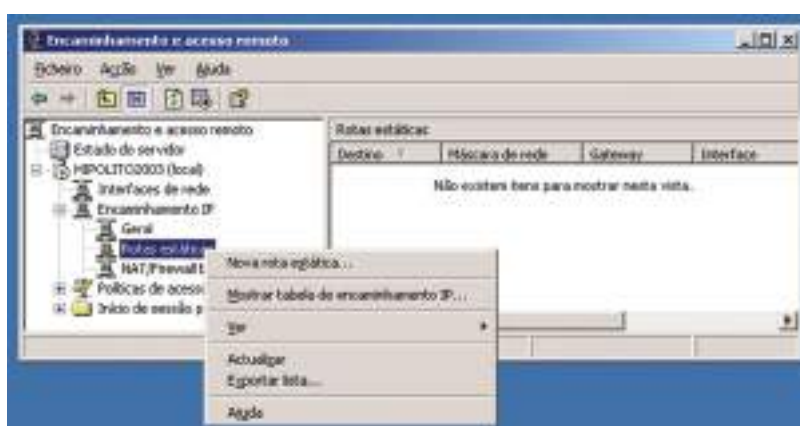 Encaminhamento e acesso remoto
Ficheiro Acção Ver Ajuda
Encaminhamento e acesso remoto
Estado do servidor
HIPOLITO2003 (local)
Interfaces de rede
Encaminhamento IP
Geral
Rotas estáticas
NAT/Firewall b
Políticas de acess
Início de sessão p
Rotas estáticas
Destino Máscara de rede Gateway Interface
Não existem itens para mostrar nesta vista.
Nova rota estática...
Mostrar tabela de encaminhamento IP...
Ver
Actualizar
Exportar lista...
Ajuda